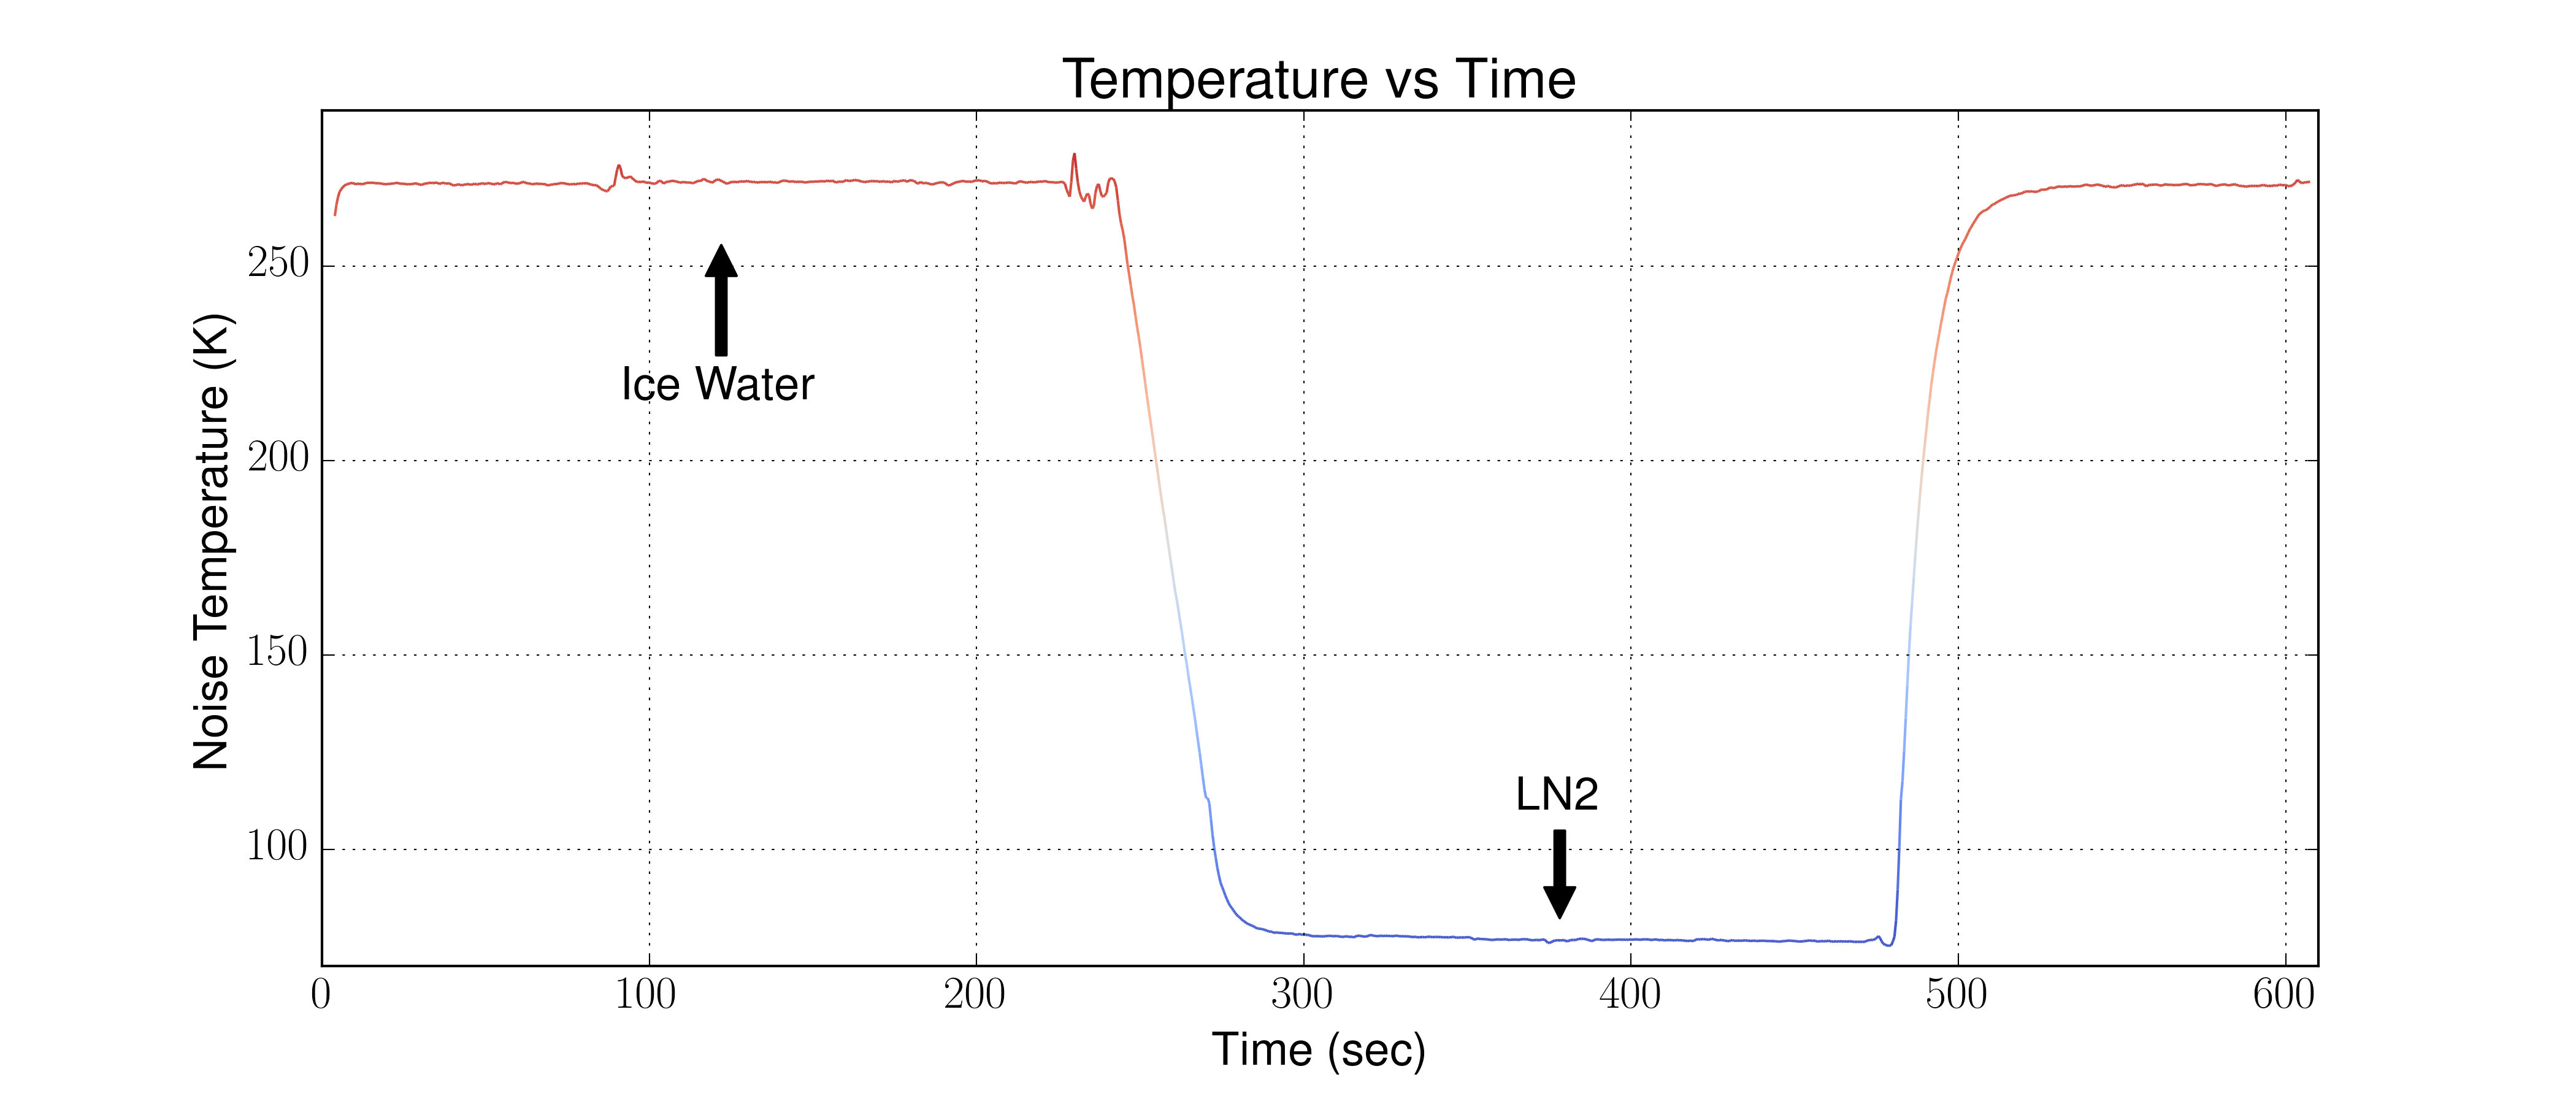 Temperature vs Time
Noise Temperature (K)
250
200
150
100
Ice Water
LN2
0 100 200 300 400 500 600
Time (sec)